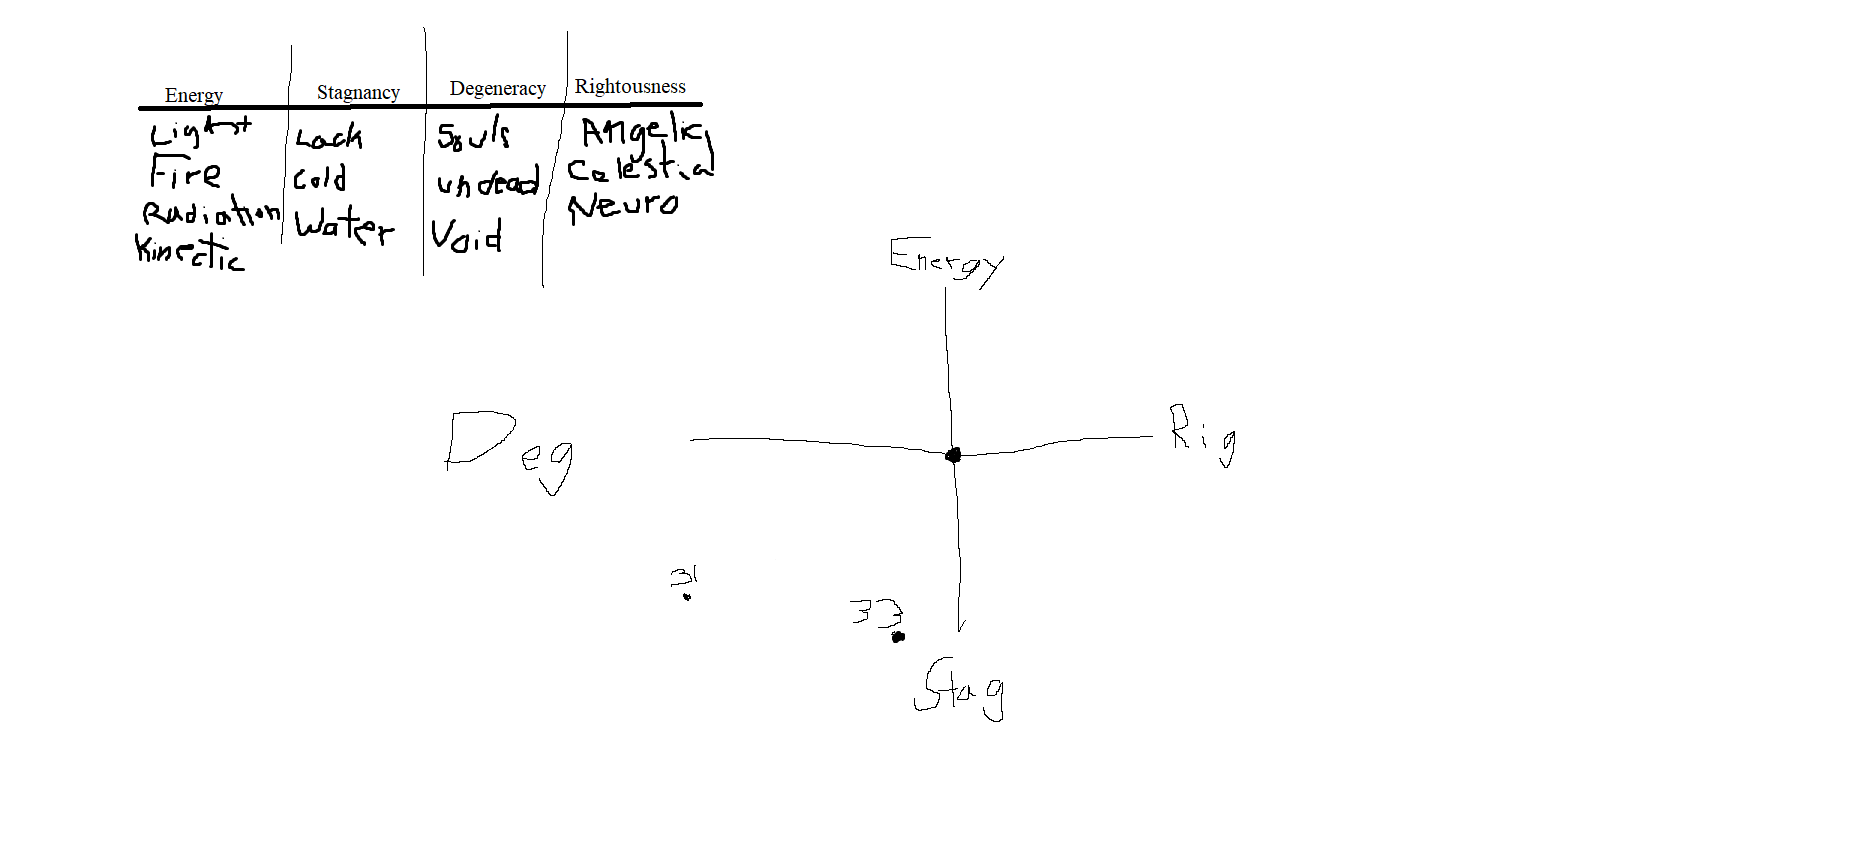 Energy Stagnancy Degeneracy Rightousness
Light Lack Souls Angelic
Fire Cold undead Celestial
Radiation Water Void Neuro
Kinetic
Energy
Deg
Rig
31
33
Stag